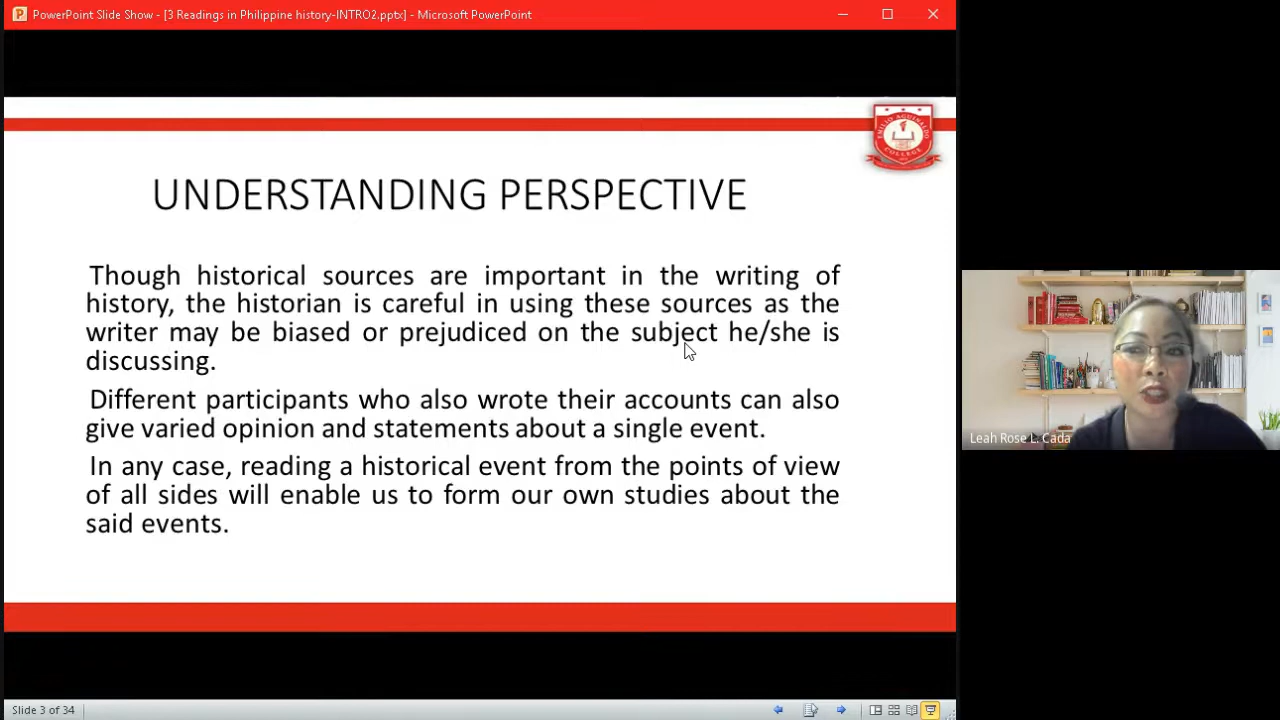 PowerPoint Slide Show - [3 Readings in Philippine history-INTRO2.pptx] - Microsoft PowerPoint
EMILIO AGUINALDO
COLLEGE
UNDERSTANDING PERSPECTIVE
Though historical sources are important in the writing of
history, the historian is careful in using these sources as the
writer may be biased or prejudiced on the subject he/she is
discussing.
Different participants who also wrote their accounts can also
give varied opinion and statements about a single event.
In any case, reading a historical event from the points of view
of all sides will enable us to form our own studies about the
said events.
Leah Rose L. Cada
Slide 3 of 34